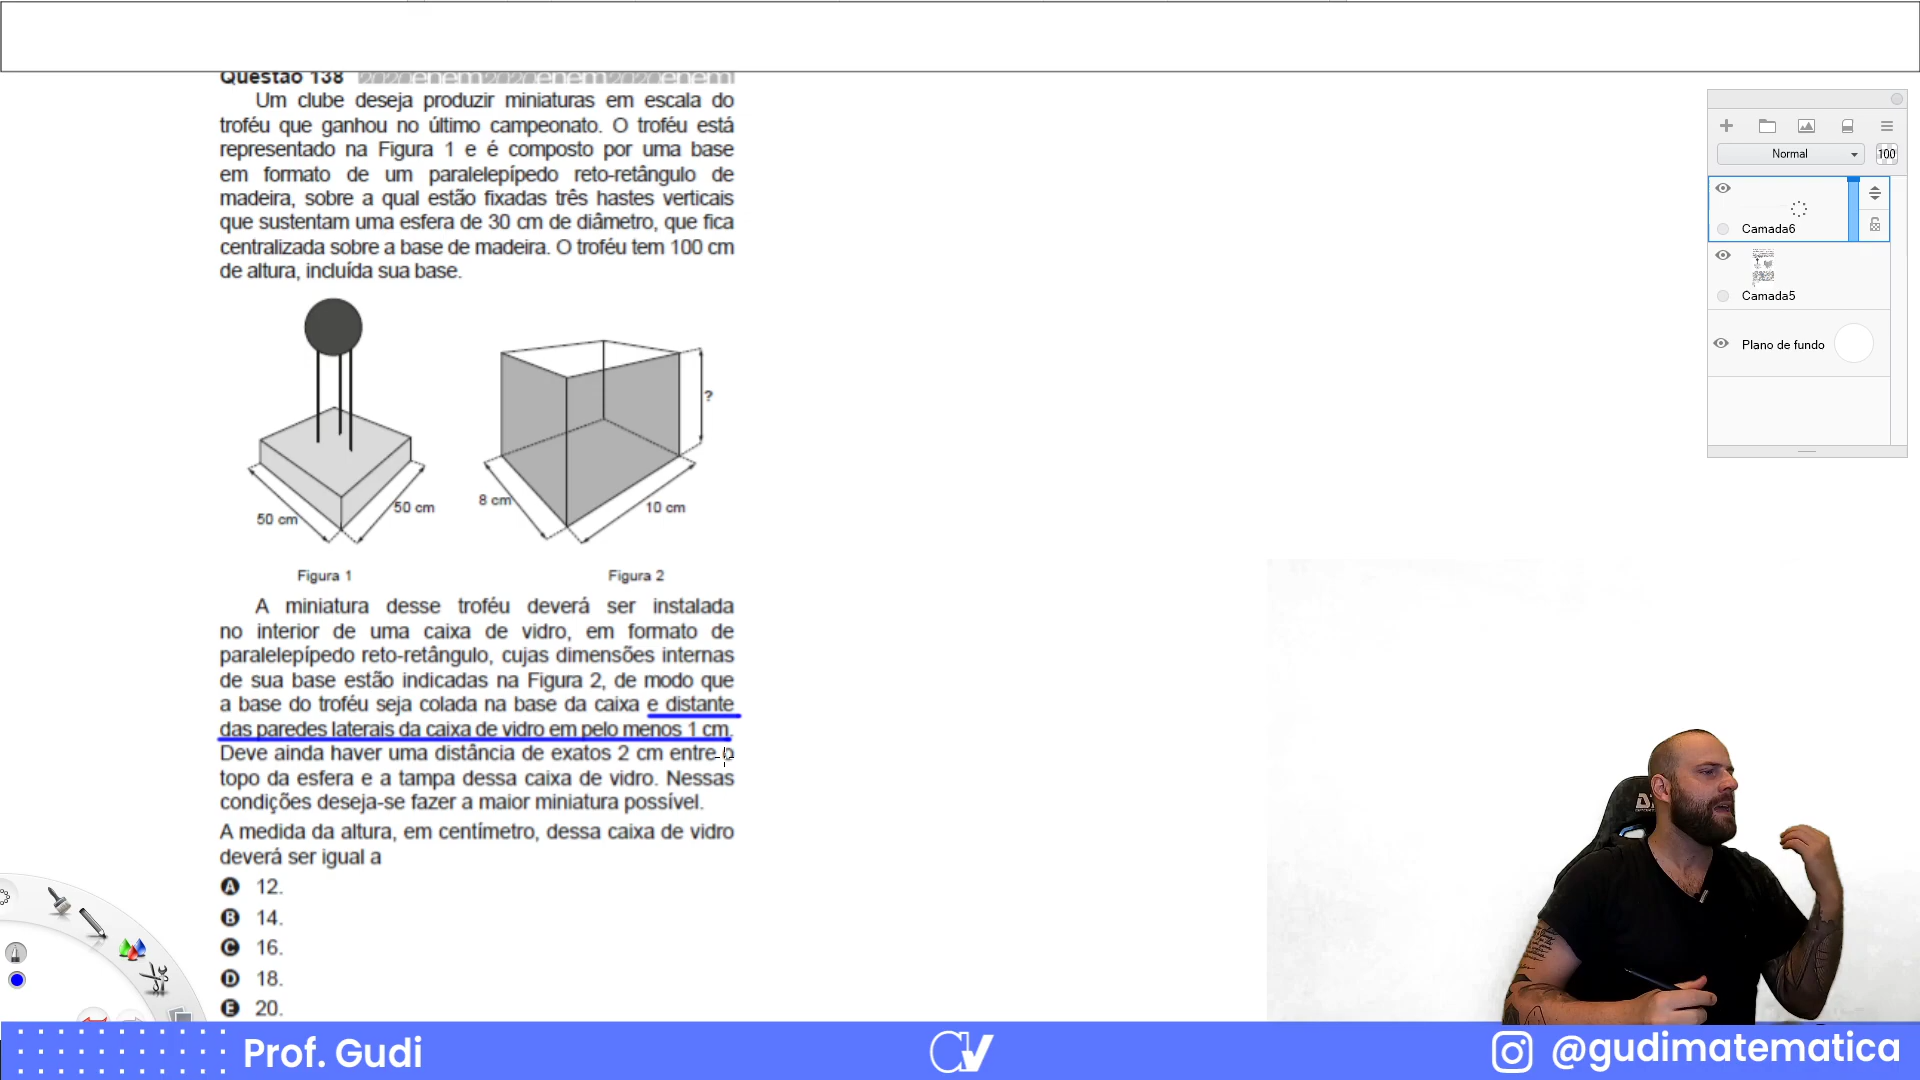 Questão 138
Um clube deseja produzir miniaturas em escala do
troféu que ganhou no último campeonato. O troféu está
representado na Figura 1 e é composto por uma base
em formato de um paralelepípedo reto-retângulo de
madeira, sobre a qual estão fixadas três hastes verticais
que sustentam uma esfera de 30 cm de diâmetro, que fica
centralizada sobre a base de madeira. O troféu tem 100 cm
de altura, incluída sua base.
?
8 cm
10 cm
50 cm
50 cm
Figura 1
Figura 2
A miniatura desse troféu deverá ser instalada
no interior de uma caixa de vidro, em formato de
paralelepípedo reto-retângulo, cujas dimensões internas
de sua base estão indicadas na Figura 2, de modo que
a base do troféu seja colada na base da caixa e distante
das paredes laterais da caixa de vidro em pelo menos 1 cm.
Deve ainda haver uma distância de exatos 2 cm entre o
topo da esfera e a tampa dessa caixa de vidro. Nessas
condições deseja-se fazer a maior miniatura possível.
A medida da altura, em centímetro, dessa caixa de vidro
deverá ser igual a
A 12.
B 14.
C 16.
D 18.
E 20.
Normal
100
Camada6
Camada5
Plano de fundo
Prof. Gudi
@gudimatematica